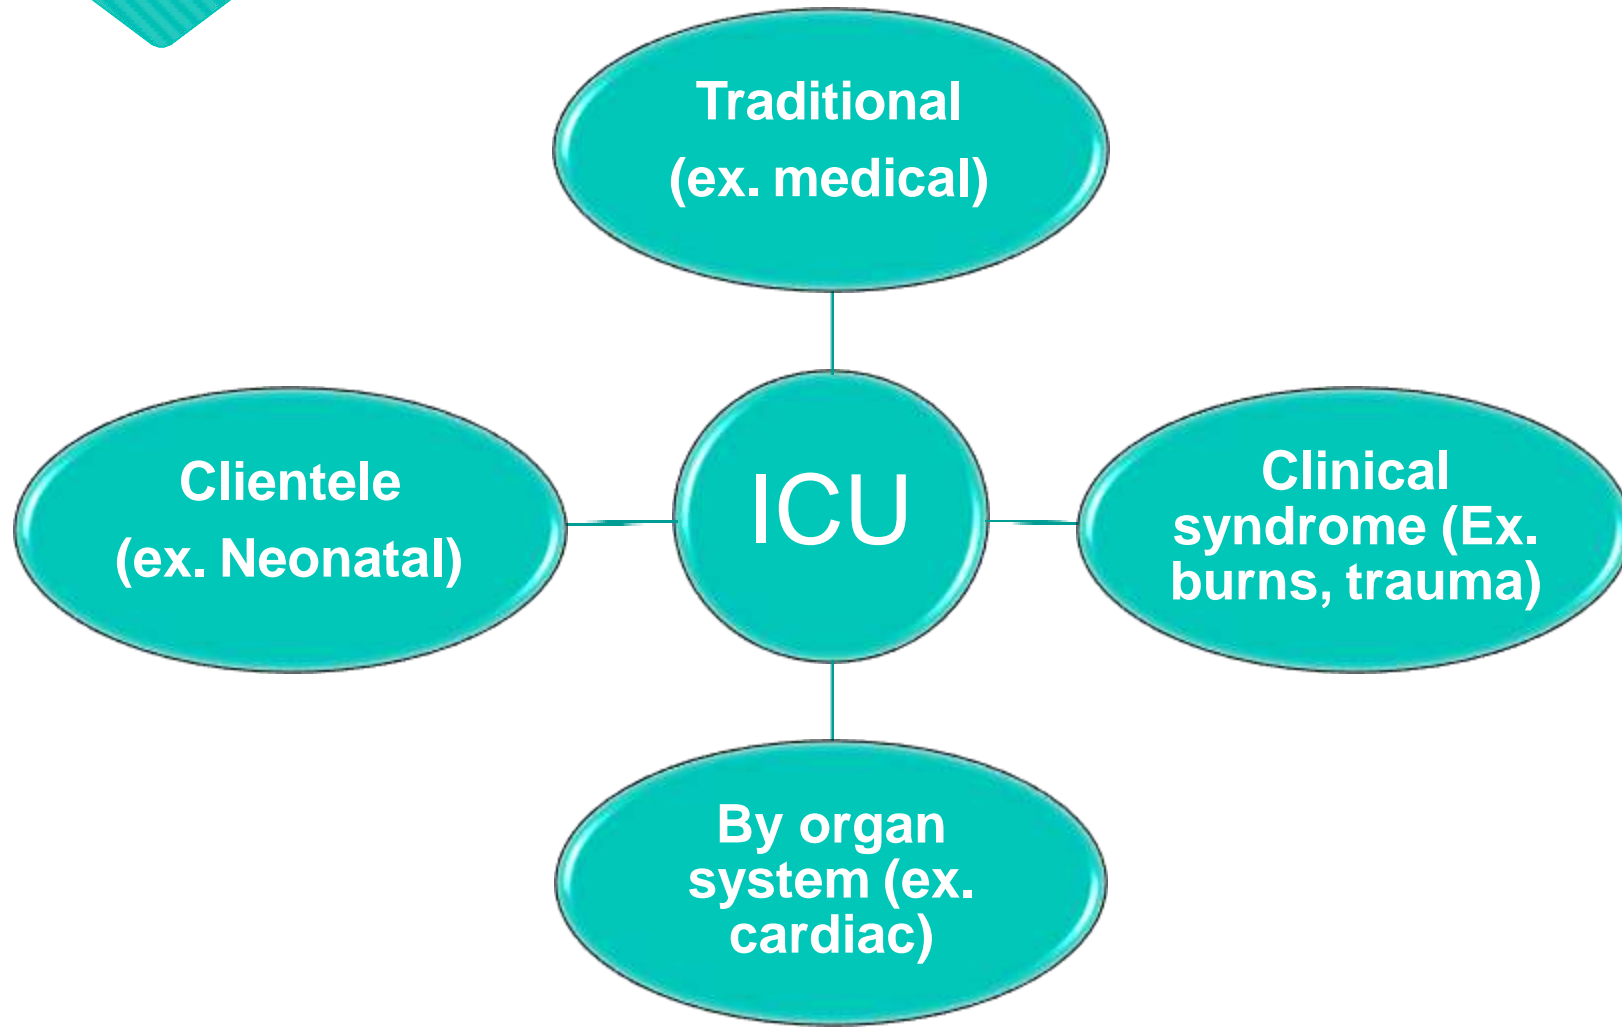 Traditional
(ex. medical)
Clientele
(ex. Neonatal)
ICU
Clinical
syndrome (Ex.
burns, trauma)
By organ
system (ex.
cardiac)